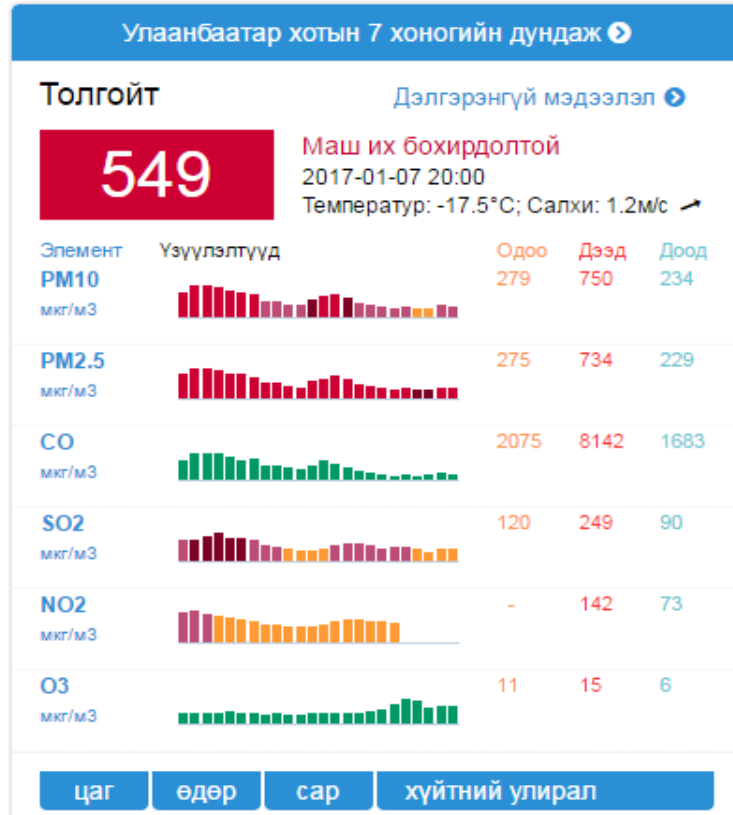 Улаанбаатар хотын 7 хоногийн дундаж
Толгойт
Дэлгэрэнгүй мэдээлэл
549
Маш их бохирдолтой
2017-01-07 20:00
Температур: -17.5°C; Салхи: 1.2м/с
Элемент Үзүүлэлтүүд Одоо Дээд Доод
PM10 279 750 234
мкг/м3
PM2.5 275 734 229
мкг/м3
CO 2075 8142 1683
мкг/м3
SO2 120 249 90
мкг/м3
NO2 - 142 73
мкг/м3
O3 11 15 6
мкг/м3
цаг өдөр сар хүйтний улирал